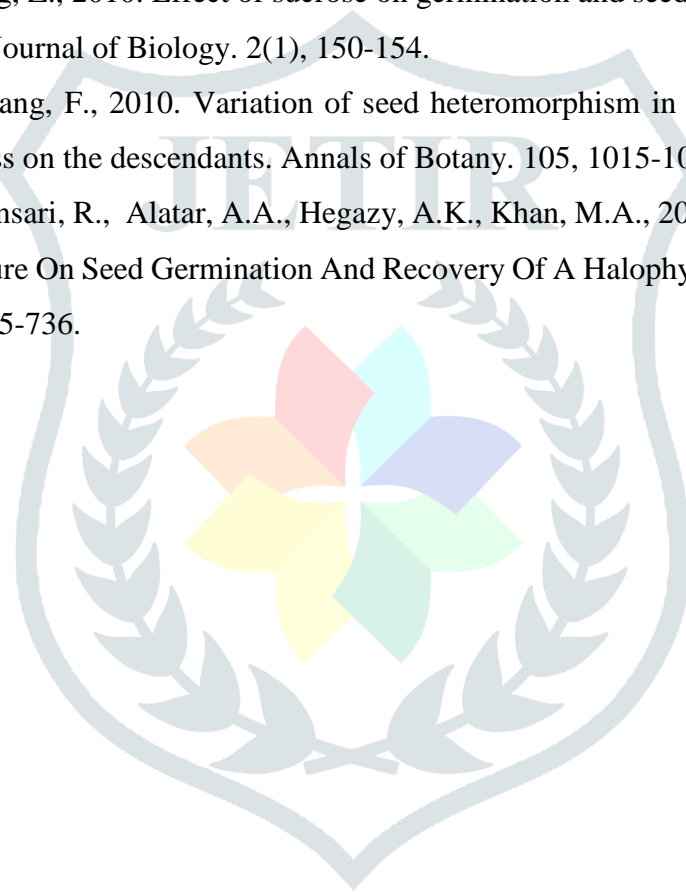 g, Z., 2010. Effect of sucrose on germination and seed
Journal of Biology. 2(1), 150-154.
ang, F., 2010. Variation of seed heteromorphism in
ss on the descendants. Annals of Botany. 105, 1015-10
nsari, R., Alatar, A.A., Hegazy, A.K., Khan, M.A., 20
ure On Seed Germination And Recovery Of A Halophy
5-736.
JETIR